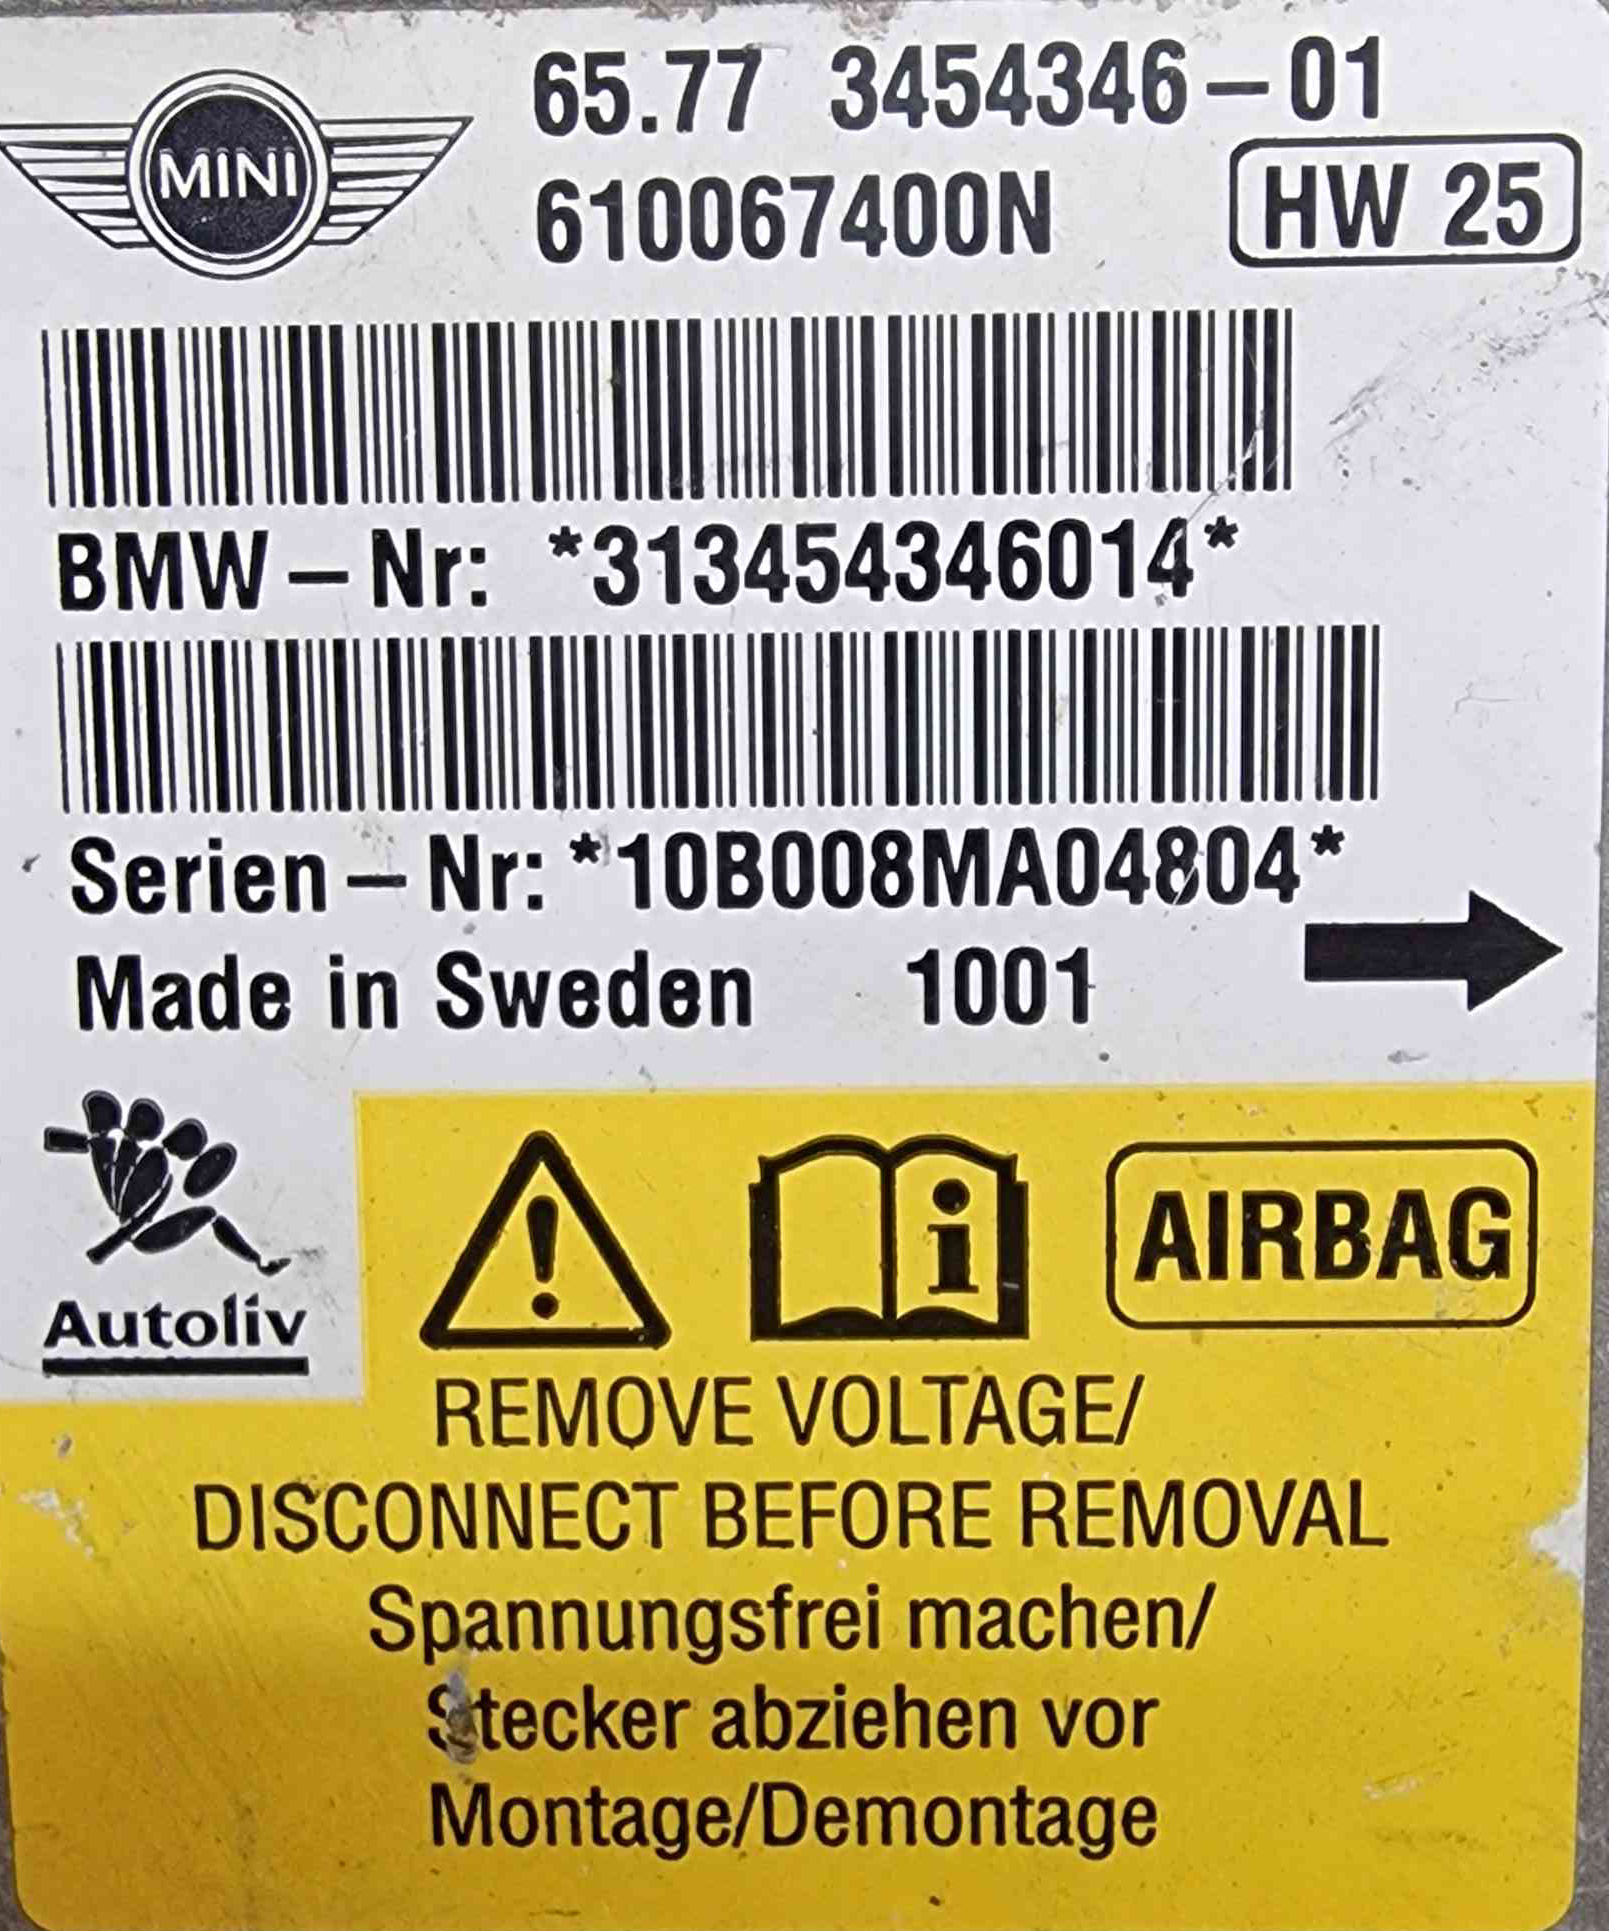 65.77 3454346-01
MINI
610067400N
HW 25
BMW-Nr: *313454346014*
Serien-Nr: *10B008MA04804*
Made in Sweden 1001
Autoliv
AIRBAG
REMOVE VOLTAGE/
DISCONNECT BEFORE REMOVAL
Spannungsfrei machen/
Stecker abziehen vor
Montage/Demontage